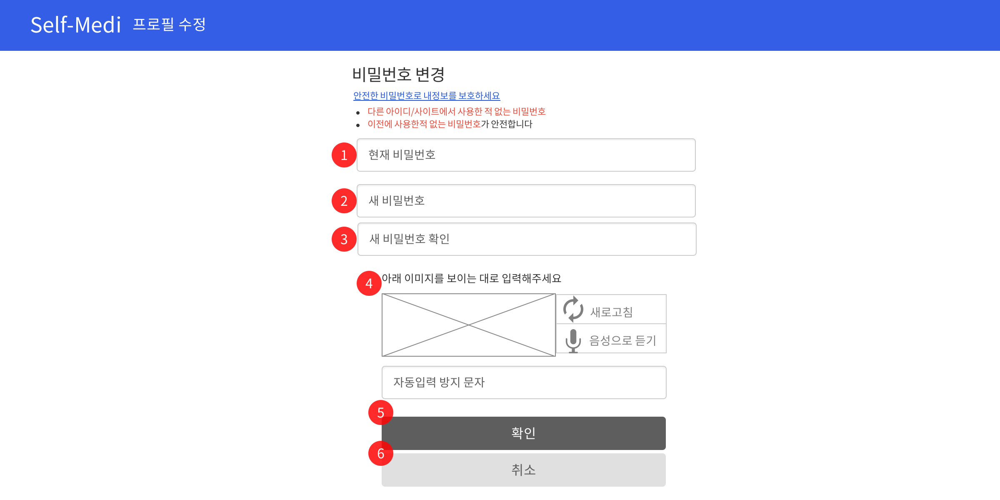 Self-Medi 프로필 수정
비밀번호 변경
안전한 비밀번호로 내정보를 보호하세요
• 다른 아이디/사이트에서 사용한 적 없는 비밀번호
• 이전에 사용한적 없는 비밀번호가 안전합니다
1 현재 비밀번호
2 새 비밀번호
3 새 비밀번호 확인
4 아래 이미지를 보이는 대로 입력해주세요
새로고침
음성으로 듣기
자동입력 방지 문자
5
확인
6
취소